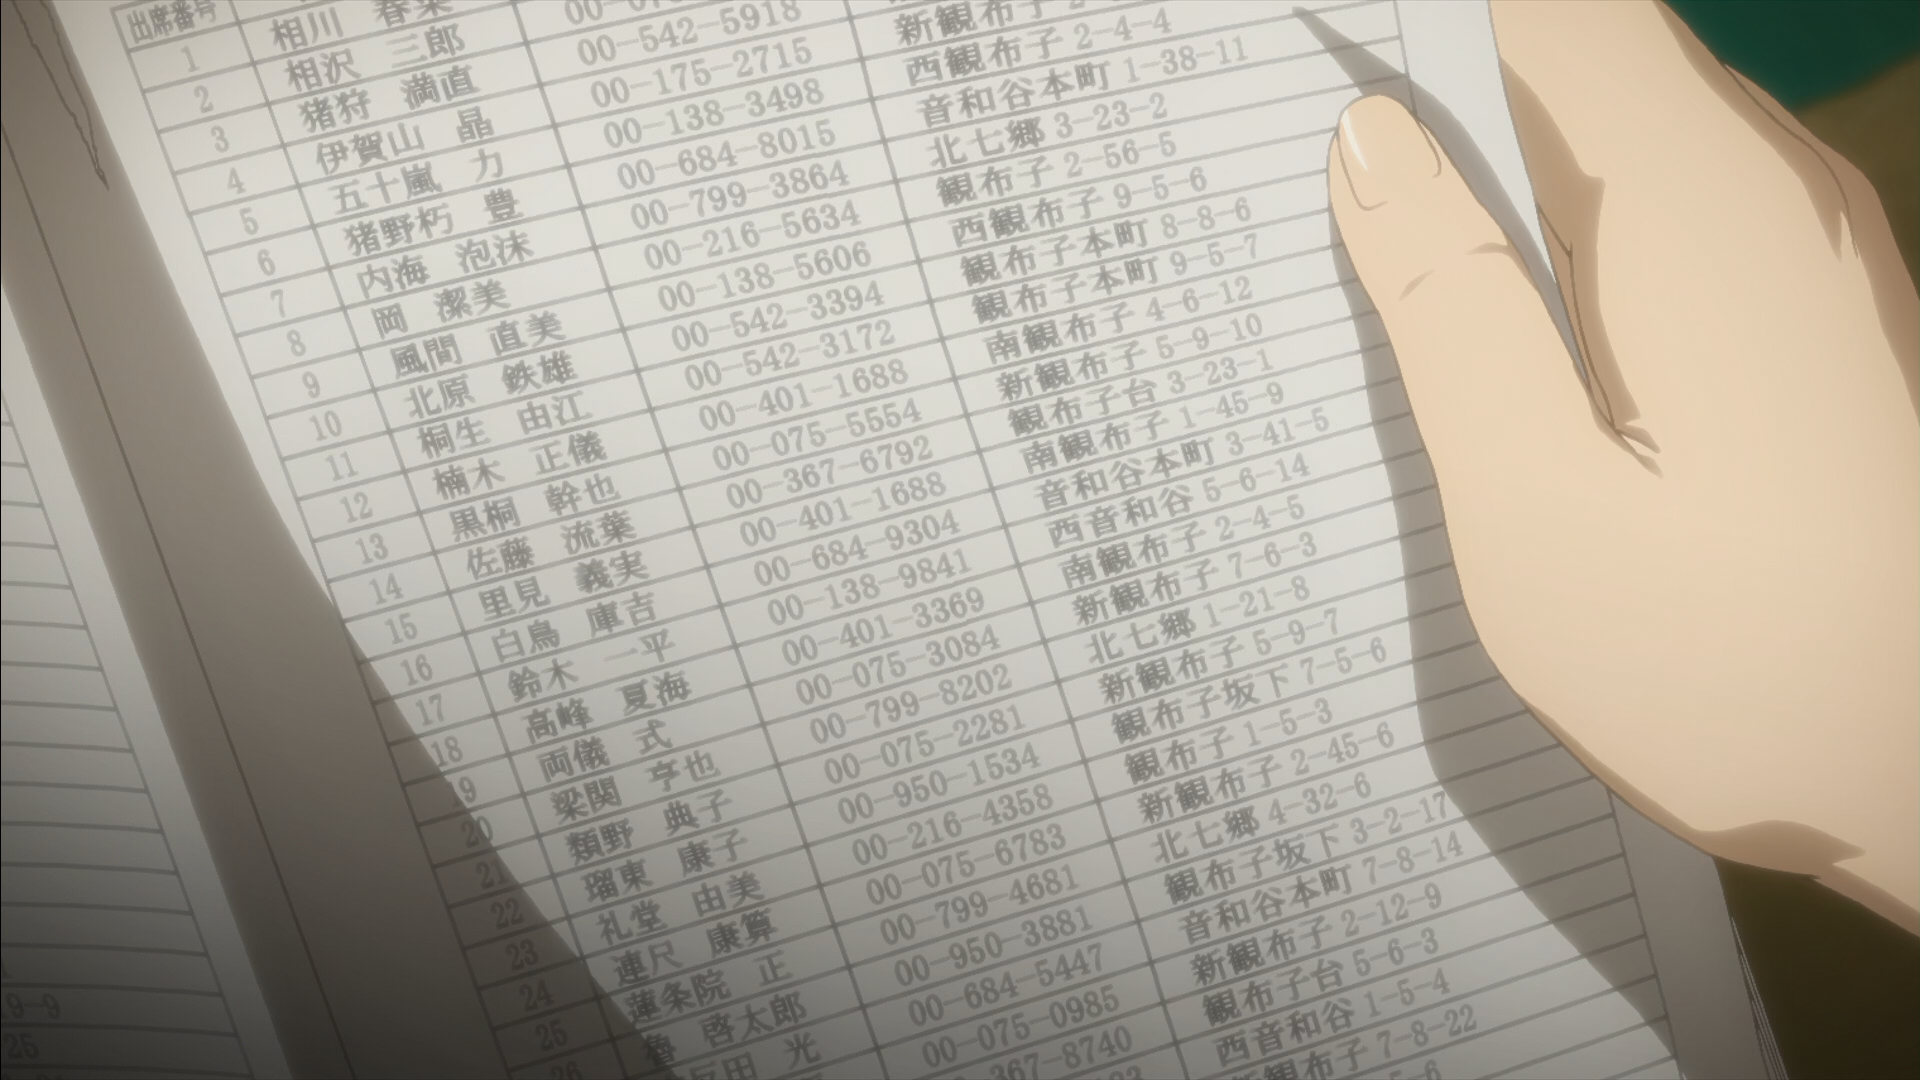 出席番号
1 相川 春菜
2 相沢 三郎
3 猪狩 満直 00-542-5918
4 伊賀山 晶 00-175-2715 新観布子
5 五十嵐 力 00-138-3498 西観布子 2-4-4
6 猪野朽 豊 00-684-8015 音和谷本町 1-38-11
7 内海 泡沫 00-799-3864 北七郷 3-23-2
8 岡 潔美 00-216-5634 観布子 2-56-5
9 風間 直美 00-138-5606 西観布子 9-5-6
10 北原 鉄雄 00-542-3394 観布子本町 8-8-6
11 桐生 由江 00-542-3172 観布子本町 9-5-7
12 楠木 正儀 00-401-1688 南観布子 4-6-12
13 黒桐 幹也 00-075-5554 新観布子 5-9-10
14 佐藤 流葉 00-367-6792 観布子台 3-23-1
15 里見 義実 00-401-1688 南観布子 1-45-9
16 白鳥 庫吉 00-684-9304 音和谷本町 3-41-5
17 鈴木 一平 00-138-9841 西音和谷 5-6-14
18 高峰 夏海 00-401-3369 南観布子 2-4-5
19 両儀 式 00-075-3084 新観布子 7-6-3
20 梁関 亨也 00-799-8202 北七郷 1-21-8
21 類野 典子 00-075-2281 新観布子 5-9-7
22 瑠東 康子 00-950-1534 観布子坂下 7-5-6
23 礼堂 由美 00-216-4358 観布子 1-5-3
24 連尺 康算 00-075-6783 新観布子 2-45-6
25 蓮条院 正 00-799-4681 北七郷 4-32-6
26 魯 啓太郎 00-950-3881 観布子坂下 3-2-17
反田 光 00-684-5447 音和谷本町 7-8-14
00-075-0985 新観布子 2-12-9
367-8740 観布子台 5-6-3
西音和谷 1-5-4
新観布子 7-8-22
19-9
25